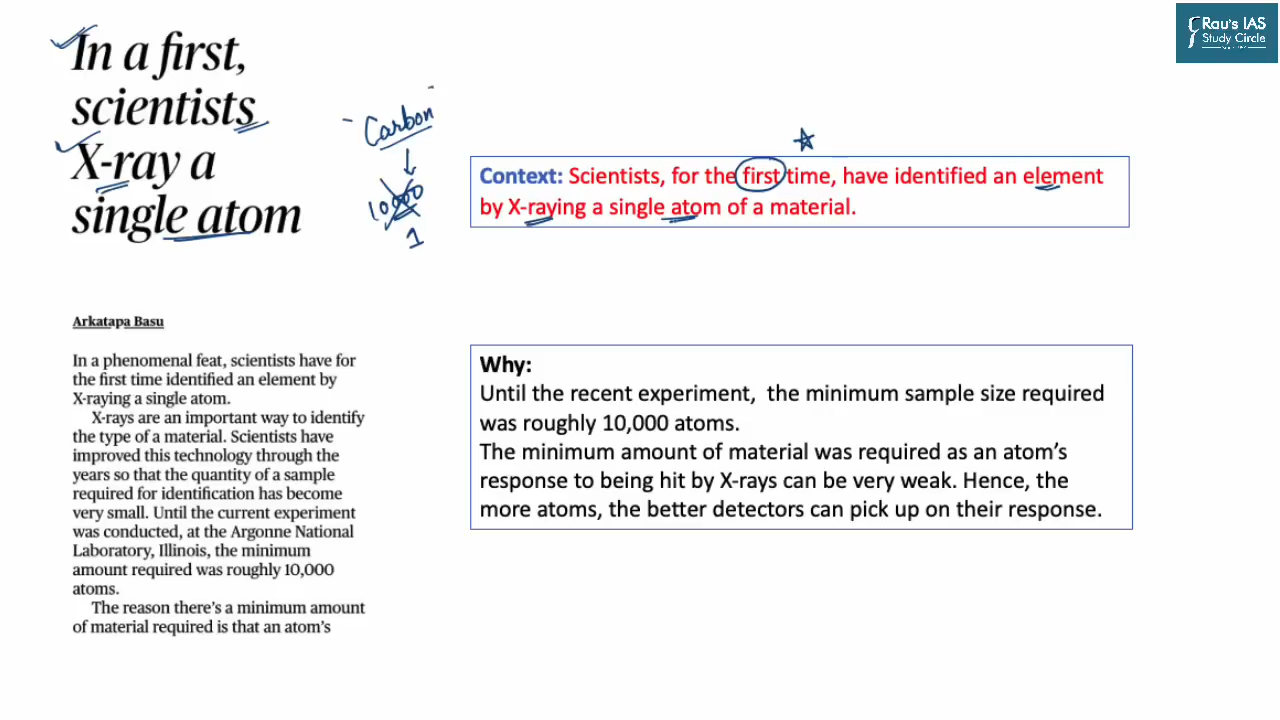 In a first,
scientists
X-ray a
single atom
Carbon
10000
1
Rau's IAS
Study Circle
Context: Scientists, for the first time, have identified an element
by X-raying a single atom of a material.
Arkatapa Basu
In a phenomenal feat, scientists have for
the first time identified an element by
X-raying a single atom.
X-rays are an important way to identify
the type of a material. Scientists have
improved this technology through the
years so that the quantity of a sample
required for identification has become
very small. Until the current experiment
was conducted, at the Argonne National
Laboratory, Illinois, the minimum
amount required was roughly 10,000
atoms.
The reason there's a minimum amount
of material required is that an atom's
Why:
Until the recent experiment, the minimum sample size required
was roughly 10,000 atoms.
The minimum amount of material was required as an atom's
response to being hit by X-rays can be very weak. Hence, the
more atoms, the better detectors can pick up on their response.